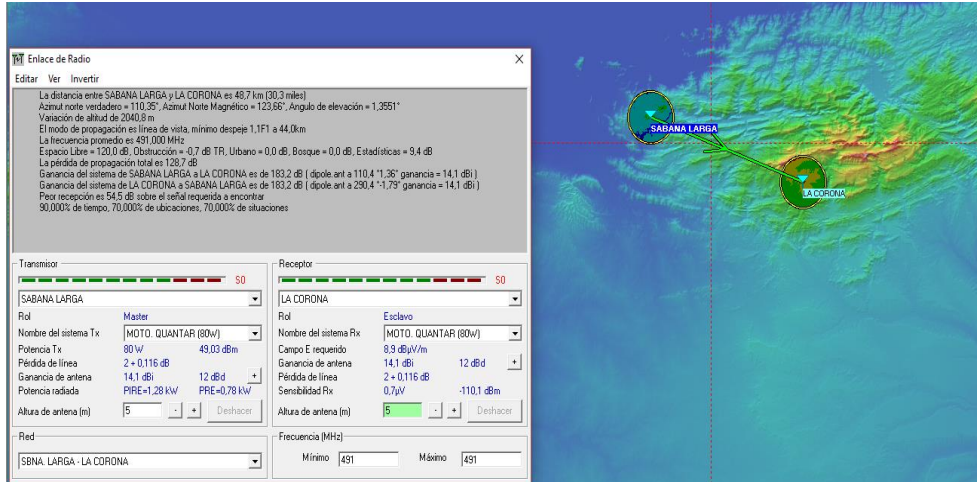 Enlace de Radio
Editar Ver Invertir
La distancia entre SABANA LARGA y LA CORONA es 48,7 km (30,3 miles)
Azimut norte verdadero = 110,35°, Azimut Norte Magnético = 123,66°, Angulo de elevación = 1,3551°
Variación de altitud de 2040,8 m
El modo de propagación es línea de vista, mínimo despeje 1,1F1 a 44,0km
La frecuencia promedio es 491,000 MHz
Espacio Libre = 120,0 dB, Obstrucción = -0,7 dB TR, Urbano = 0,0 dB, Bosque = 0,0 dB, Estadísticas = 9,4 dB
La pérdida de propagación total es 128,7 dB
Ganancia del sistema de SABANA LARGA a LA CORONA es de 183,2 dB ( dipole.ant a 110,4 °1,36° ganancia = 14,1 dBi )
Ganancia del sistema de LA CORONA a SABANA LARGA es de 183,2 dB ( dipole.ant a 290,4 °-1,79° ganancia = 14,1 dBi )
Peor recepción es 54,5 dB sobre el señal requerida a encontrar
90,000% de tiempo, 70,000% de ubicaciones, 70,000% de situaciones
Transmisor
S0
SABANA LARGA
Rol Master
Nombre del sistema Tx MOTO. QUANTAR (80W)
Potencia Tx 80 W 49,03 dBm
Pérdida de línea 2 + 0,116 dB
Ganancia de antena 14,1 dBi 12 dBd +
Potencia radiada PIRE=1,28 kW PRE=0,78 kW
Altura de antena (m) 5 - + Deshacer
Receptor
S0
LA CORONA
Rol Esclavo
Nombre del sistema Rx MOTO. QUANTAR (80W)
Campo E requerido 8,9 dBµV/m
Ganancia de antena 14,1 dBi 12 dBd +
Pérdida de línea 2 + 0,116 dB
Sensibilidad Rx 0,7µV -110,1 dBm
Altura de antena (m) 5 - + Deshacer
Red
SBNA. LARGA - LA CORONA
Frecuencia (MHz)
Mínimo 491 Máximo 491
SABANA LARGA
LA CORONA